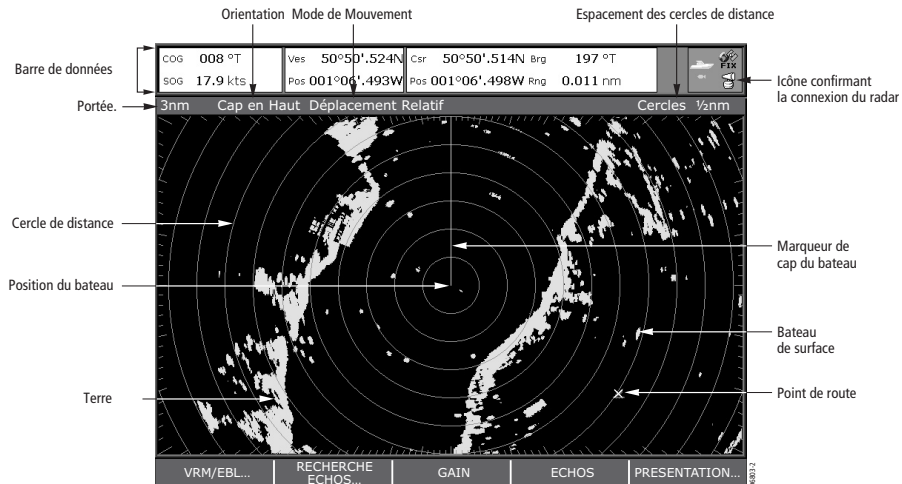 Orientation Mode de Mouvement Espacement des cercles de distance
Barre de données
COG 008 °T Ves 50°50'.524N Csr 50°50'.514N Brg 197 °T
SOG 17.9 kts Pos 001°06'.493W Pos 001°06'.498W Rng 0.011 nm
FIX
Icône confirmant
la connexion du radar
Portée.
3nm Cap en Haut Déplacement Relatif Cercles ½nm
Cercle de distance
Marqueur de
cap du bateau
Position du bateau
Bateau
de surface
Terre
Point de route
VRM/EBL... RECHERCHE
ECHOS... GAIN ECHOS PRESENTATION...